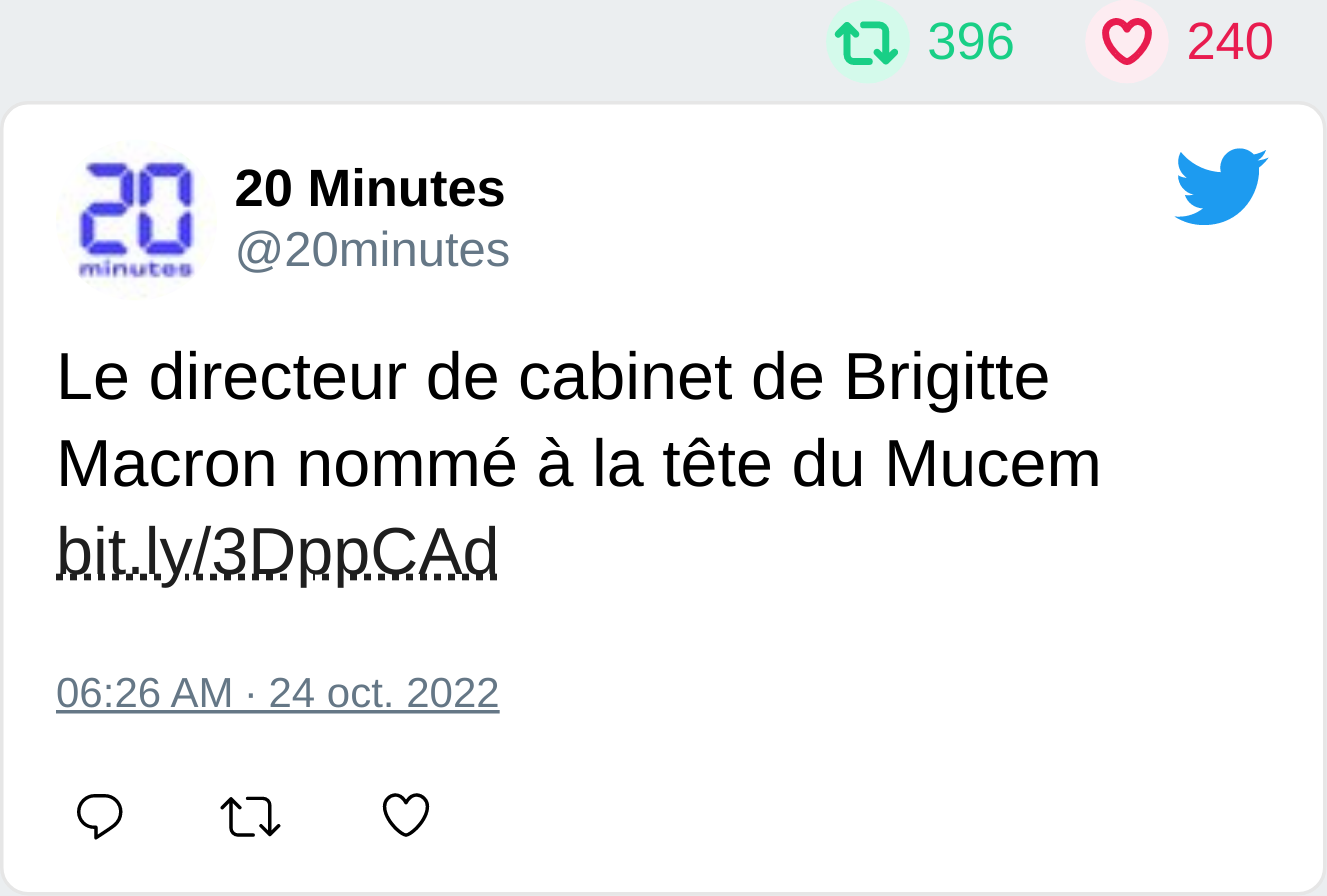 396 240
20 minutes
20 Minutes
@20minutes
Le directeur de cabinet de Brigitte
Macron nommé à la tête du Mucem
bit.ly/3DppCAd
06:26 AM · 24 oct. 2022